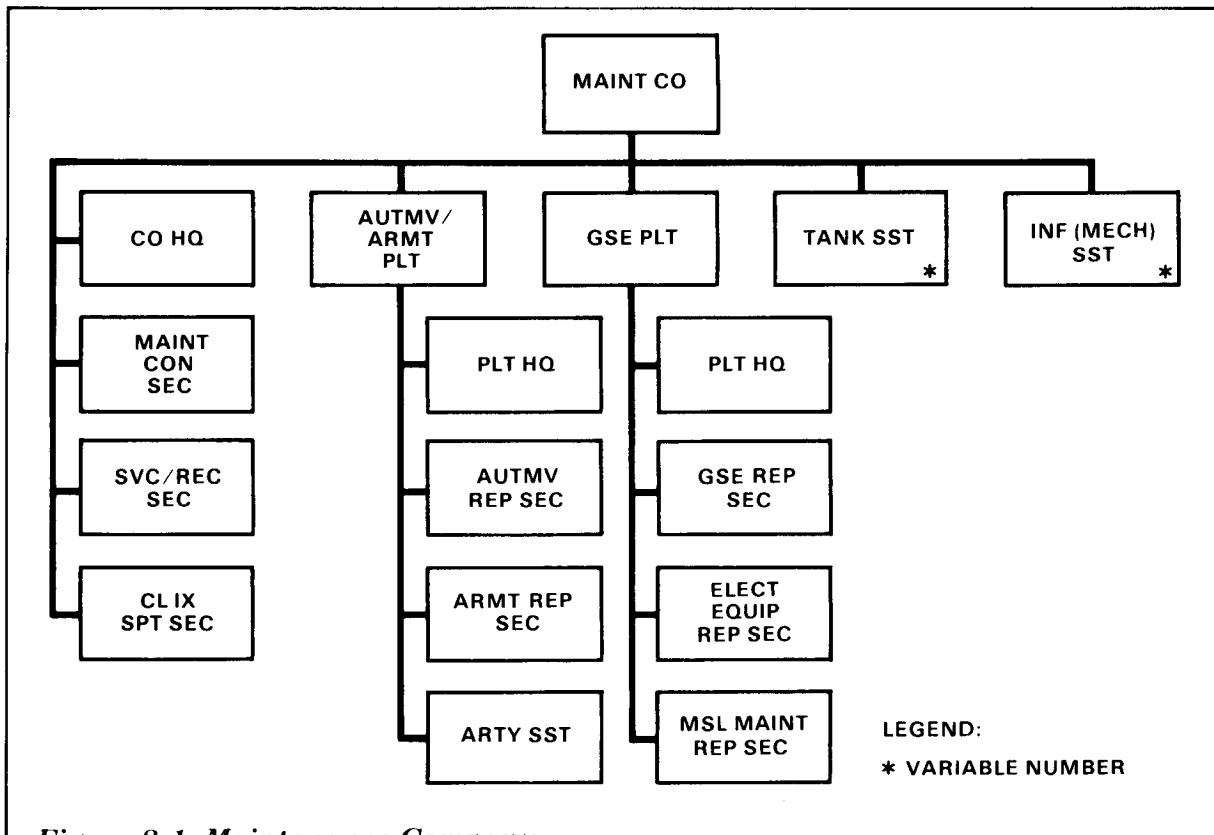 MAINT CO
CO HQ
AUTMV/
ARMT
PLT
GSE PLT
TANK SST
*
INF (MECH)
SST
*
MAINT
CON
SEC
PLT HQ
PLT HQ
SVC/REC
SEC
AUTMV
REP SEC
GSE REP
SEC
CL IX
SPT SEC
ARMT REP
SEC
ELECT
EQUIP
REP SEC
ARTY SST
MSL MAINT
REP SEC
LEGEND:
* VARIABLE NUMBER